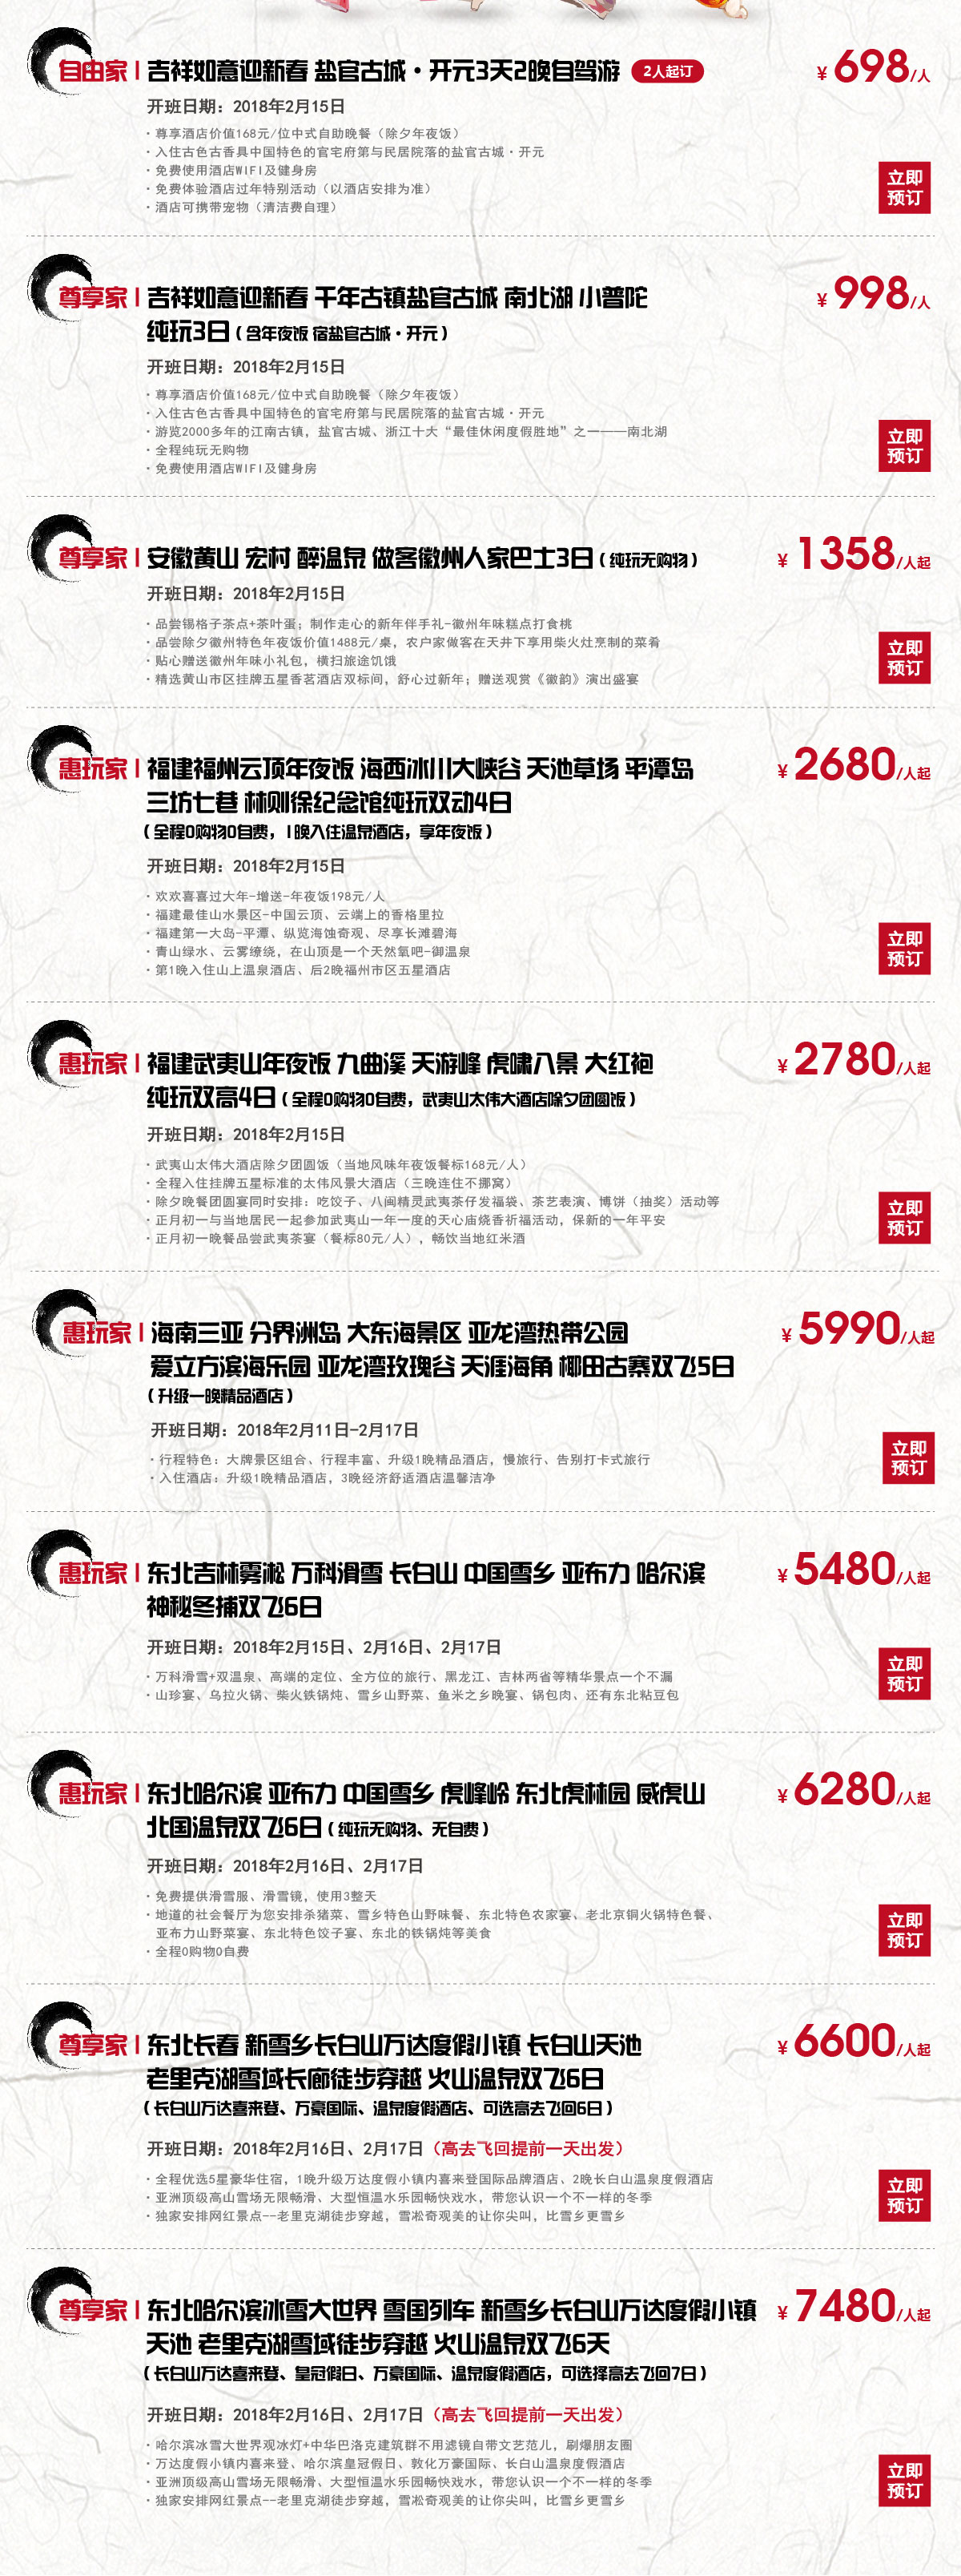 自由家 | 吉祥如意迎新春 盐官古城·开元3天2晚自驾游 2人起订 ¥698/人
开班日期：2018年2月15日
·尊享酒店价值168元/位中式自助晚餐（除夕年夜饭）
·入住古色古香具中国特色的官宅府第与民居院落的盐官古城·开元
·免费使用酒店WIFI及健身房
·免费体验酒店过年特别活动（以酒店安排为准）
·酒店可携带宠物（清洁费自理）
立即
预订
尊享家 | 吉祥如意迎新春 千年古镇盐官古城 南北湖 小普陀 ¥998/人
纯玩3日（含年夜饭 宿盐官古城·开元）
开班日期：2018年2月15日
·尊享酒店价值168元/位中式自助晚餐（除夕年夜饭）
·入住古色古香具中国特色的官宅府第与民居院落的盐官古城·开元
·游览2000多年的江南古镇，盐官古城、浙江十大“最佳休闲度假胜地”之一——南北湖
·全程纯玩无购物
·免费使用酒店WIFI及健身房
立即
预订
尊享家 | 安徽黄山 宏村 醉温泉 做客徽州人家巴士3日（纯玩无购物） ¥1358/人起
开班日期：2018年2月15日
·品尝锡格子茶点+茶叶蛋；制作走心的新年伴手礼-徽州年味糕点打食桃
·品尝除夕徽州特色年夜饭价值1488元/桌，农户家做客在天井下享用柴火灶烹制的菜肴
·贴心赠送徽州年味小礼包，横扫旅途饥饿
·精选黄山市区挂牌五星香茗酒店双标间，舒心过新年；赠送观赏《徽韵》演出盛宴
立即
预订
惠玩家 | 福建福州云顶年夜饭 海西冰川大峡谷 天池草场 平潭岛 ¥2680/人起
三坊七巷 林则徐纪念馆纯玩双动4日
（全程0购物0自费，1晚入住温泉酒店，享年夜饭）
开班日期：2018年2月15日
·欢欢喜喜过大年-增送-年夜饭198元/人
·福建最佳山水景区-中国云顶、云端上的香格里拉
·福建第一大岛-平潭、纵览海蚀奇观、尽享长滩碧海
·青山绿水、云雾缭绕，在山顶是一个天然氧吧-御温泉
·第1晚入住山上温泉酒店、后2晚福州市区五星酒店
立即
预订
惠玩家 | 福建武夷山年夜饭 九曲溪 天游峰 虎啸八景 大红袍 ¥2780/人起
纯玩双高4日（全程0购物0自费，武夷山太伟大酒店除夕团圆饭）
开班日期：2018年2月15日
·武夷山太伟大酒店除夕团圆饭（当地风味年夜饭餐标168元/人）
·全程入住挂牌五星标准的太伟风景大酒店（三晚连住不挪窝）
·除夕晚餐团圆宴同时安排：吃饺子、八闽精灵武夷茶仔发福袋、茶艺表演、博饼（抽奖）活动等
·正月初一与当地居民一起参加武夷山一年一度的天心庙烧香祈福活动，保新的一年平安
·正月初一晚餐品尝武夷茶宴（餐标80元/人），畅饮当地红米酒
立即
预订
惠玩家 | 海南三亚 分界洲岛 大东海景区 亚龙湾热带公园 ¥5990/人起
爱立方滨海乐园 亚龙湾玫瑰谷 天涯海角 椰田古寨双飞5日
（升级一晚精品酒店）
开班日期：2018年2月11日-2月17日
·行程特色：大牌景区组合、行程丰富、升级1晚精品酒店，慢旅行、告别打卡式旅行
·入住酒店：升级1晚精品酒店，3晚经济舒适酒店温馨洁净
立即
预订
惠玩家 | 东北吉林雾凇 万科滑雪 长白山 中国雪乡 亚布力 哈尔滨 ¥5480/人起
神秘冬捕双飞6日
开班日期：2018年2月15日、2月16日、2月17日
·万科滑雪+双温泉、高端的定位、全方位的旅行、黑龙江、吉林两省等精华景点一个不漏
·山珍宴、乌拉火锅、柴火铁锅炖、雪乡山野菜、鱼米之乡晚宴、锅包肉、还有东北粘豆包
立即
预订
惠玩家 | 东北哈尔滨 亚布力 中国雪乡 虎峰岭 东北虎林园 威虎山 ¥6280/人起
北国温泉双飞6日（纯玩无购物、无自费）
开班日期：2018年2月16日、2月17日
·免费提供滑雪服、滑雪镜，使用3整天
·地道的社会餐厅为您安排杀猪菜、雪乡特色山野味餐、东北特色农家宴、老北京铜火锅特色餐、
亚布力山野菜宴、东北特色饺子宴、东北的铁锅炖等美食
·全程0购物0自费
立即
预订
尊享家 | 东北长春 新雪乡长白山万达度假小镇 长白山天池 ¥6600/人起
老里克湖雪域长廊徒步穿越 火山温泉双飞6日
（长白山万达喜来登、万豪国际、温泉度假酒店、可选高去飞回6日）
开班日期：2018年2月16日、2月17日（高去飞回提前一天出发）
·全程优选5星豪华住宿，1晚升级万达度假小镇内喜来登国际品牌酒店、2晚长白山温泉度假酒店
·亚洲顶级高山雪场无限畅滑、大型恒温水乐园畅快戏水，带您认识一个不一样的冬季
·独家安排网红景点--老里克湖徒步穿越，雪凇奇观美的让你尖叫，比雪乡更雪乡
立即
预订
尊享家 | 东北哈尔滨冰雪大世界 雪国列车 新雪乡长白山万达度假小镇 ¥7480/人起
天池 老里克湖雪域徒步穿越 火山温泉双飞6天
（长白山万达喜来登、皇冠假日、万豪国际、温泉度假酒店，可选择高去飞回7日）
开班日期：2018年2月16日、2月17日（高去飞回提前一天出发）
·哈尔滨冰雪大世界观冰灯+中华巴洛克建筑群不用滤镜自带文艺范儿，刷爆朋友圈
·万达度假小镇内喜来登、哈尔滨皇冠假日、敦化万豪国际、长白山温泉度假酒店
·亚洲顶级高山雪场无限畅滑、大型恒温水乐园畅快戏水，带您认识一个不一样的冬季
·独家安排网红景点--老里克湖徒步穿越，雪凇奇观美的让你尖叫，比雪乡更雪乡
立即
预订